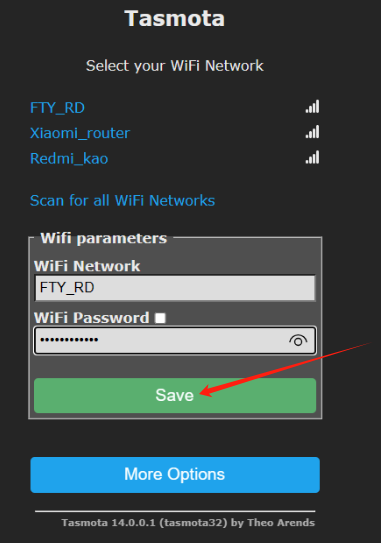 Tasmota
Select your WiFi Network
FTY_RD
Xiaomi_router
Redmi_kao
Scan for all WiFi Networks
Wifi parameters
WiFi Network
FTY_RD
WiFi Password
••••••••••••
Save
More Options
Tasmota 14.0.0.1 (tasmota32) by Theo Arends